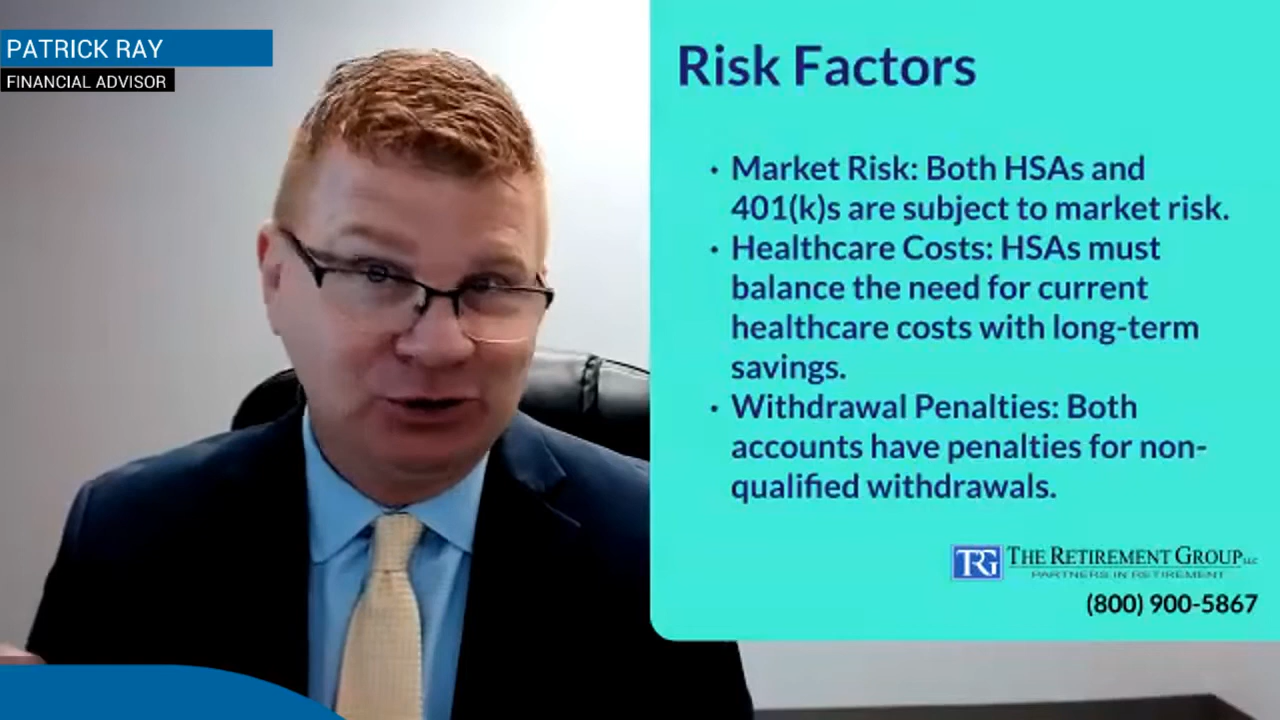 PATRICK RAY
FINANCIAL ADVISOR
Risk Factors
• Market Risk: Both HSAs and
401(k)s are subject to market risk.
• Healthcare Costs: HSAs must
balance the need for current
healthcare costs with long-term
savings.
• Withdrawal Penalties: Both
accounts have penalties for non-
qualified withdrawals.
TRG THE RETIREMENT GROUP LLC
PARTNERS IN RETIREMENT
(800) 900-5867